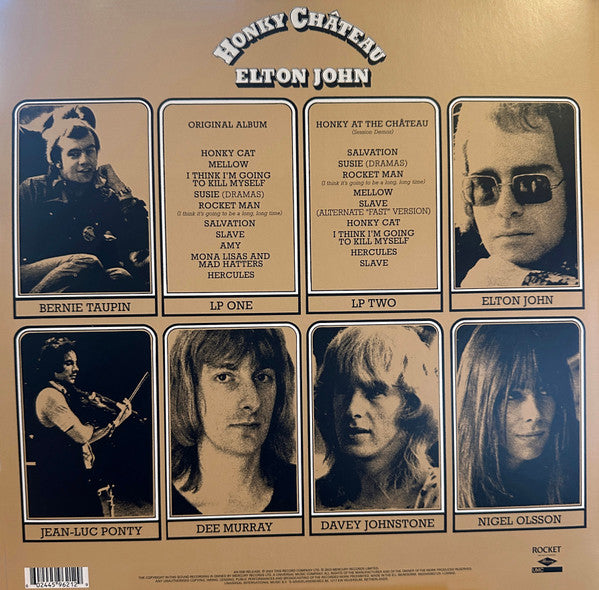 HONKY CHÂTEAU
ELTON JOHN
ORIGINAL ALBUM
HONKY CAT
MELLOW
I THINK I'M GOING
TO KILL MYSELF
SUSIE (DRAMAS)
ROCKET MAN
(I think it's going to be a long, long time)
SALVATION
SLAVE
AMY
MONA LISAS AND
MAD HATTERS
HERCULES
HONKY AT THE CHÂTEAU
(Session Demos)
SALVATION
SUSIE (DRAMAS)
ROCKET MAN
(I think it's going to be a long, long time)
MELLOW
SLAVE
(ALTERNATE "FAST" VERSION)
HONKY CAT
I THINK I'M GOING
TO KILL MYSELF
HERCULES
SLAVE
BERNIE TAUPIN
LP ONE
LP TWO
ELTON JOHN
JEAN-LUC PONTY
DEE MURRAY
DAVEY JOHNSTONE
NIGEL OLSSON
02445 96212
ROCKET
UMC